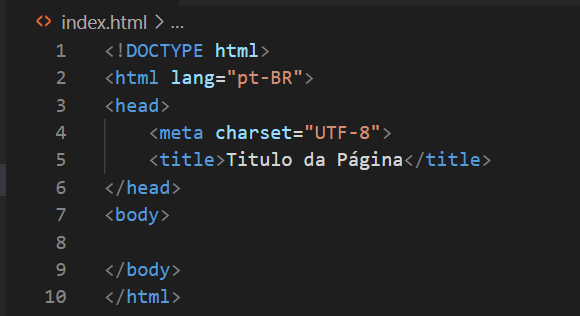 index.html > ...
1 <!DOCTYPE html>
2 <html lang="pt-BR">
3 <head>
4     <meta charset="UTF-8">
5     <title>Titulo da Página</title>
6 </head>
7 <body>
8
9 </body>
10 </html>